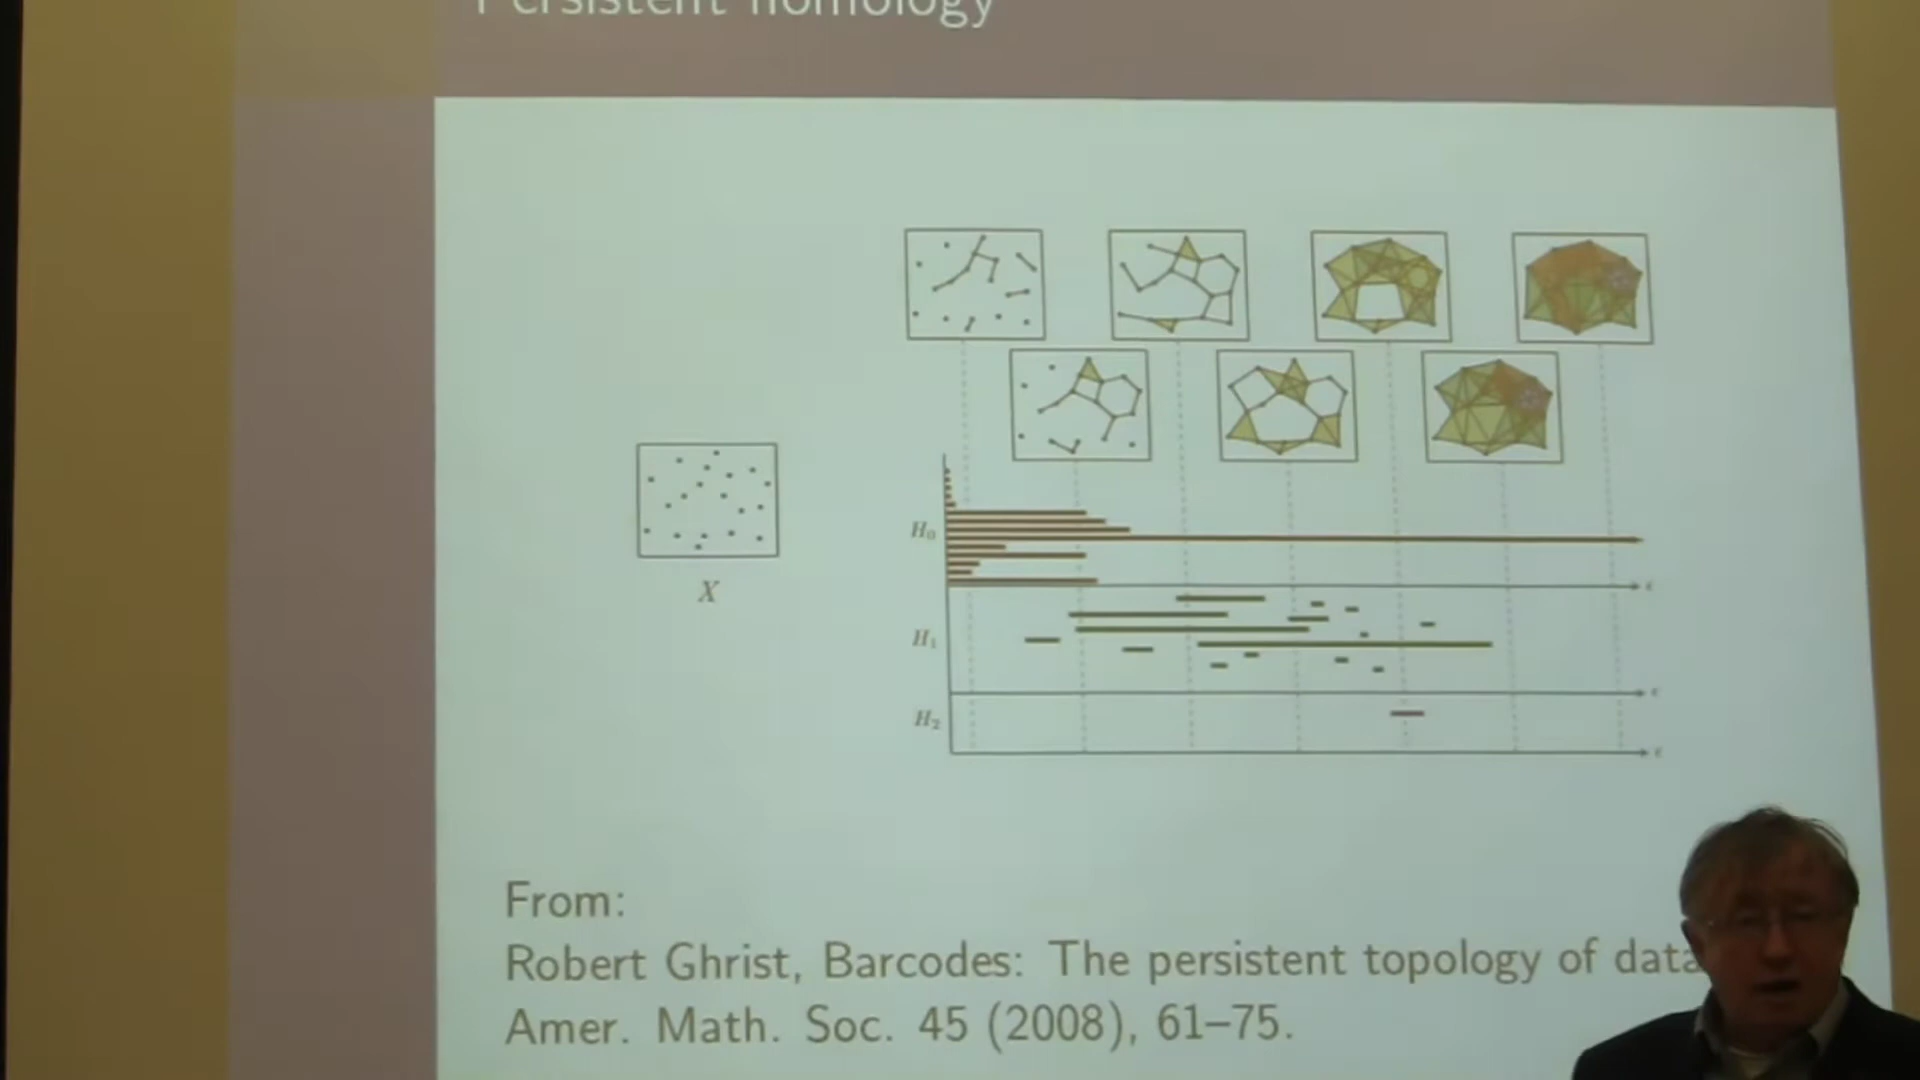 Persistent homology
H₀
ϵ
X
H₁
ϵ
H₂
ϵ
From:
Robert Ghrist, Barcodes: The persistent topology of data
Amer. Math. Soc. 45 (2008), 61–75.